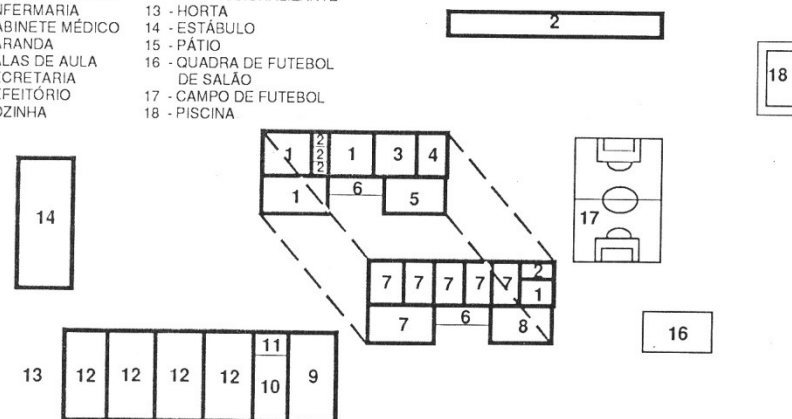 13 - HORTA
14 - ESTÁBULO
15 - PÁTIO
16 - QUADRA DE FUTEBOL
DE SALÃO
17 - CAMPO DE FUTEBOL
18 - PISCINA
NFERMARIA
ABINETE MÉDICO
ARANDA
ALAS DE AULA
ECRETARIA
EFEITÓRIO
OZINHA
2
18
1 2 1 3 4
2
2
1 6 5
14
17
7 7 7 7 7 2
1
7 6 8
16
13 12 12 12 12 11 9
10